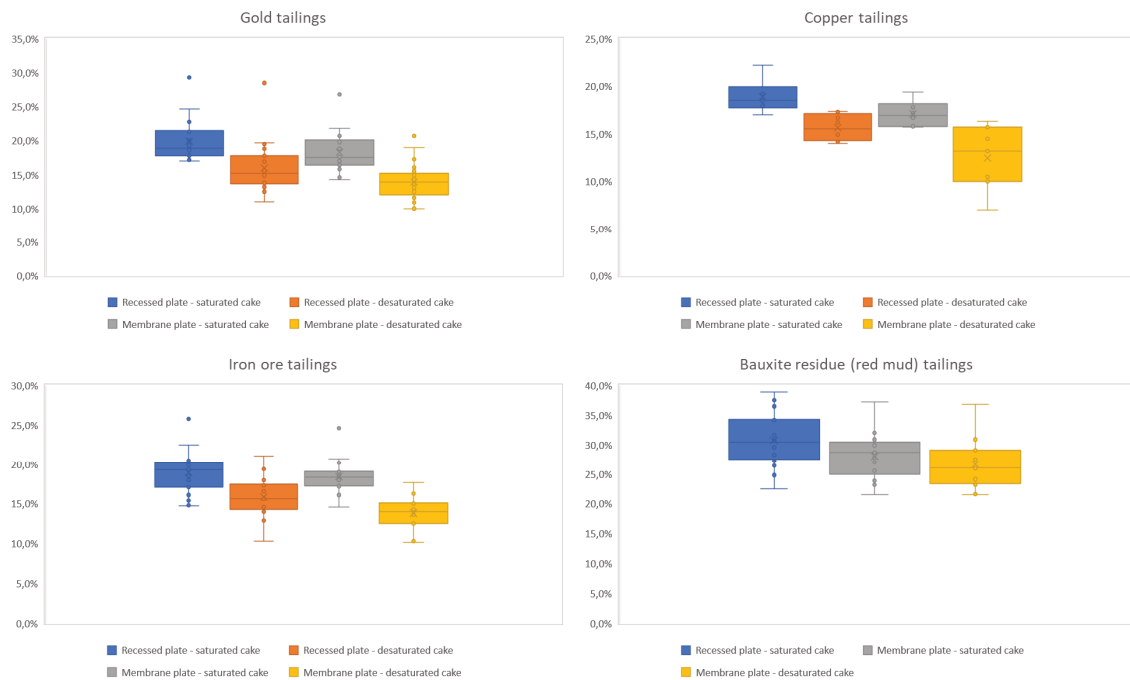 Gold tailings
35,0%
30,0%
25,0%
20,0%
15,0%
10,0%
5,0%
0,0%
Recessed plate - saturated cake
Recessed plate - desaturated cake
Membrane plate - saturated cake
Membrane plate - desaturated cake
Copper tailings
25,0%
20,0%
15,0%
10,0%
5,0%
0,0%
Recessed plate - saturated cake
Recessed plate - desaturated cake
Membrane plate - saturated cake
Membrane plate - desaturated cake
Iron ore tailings
30,0%
25,0%
20,0%
15,0%
10,0%
5,0%
0,0%
Recessed plate - saturated cake
Recessed plate - desaturated cake
Membrane plate - saturated cake
Membrane plate - desaturated cake
Bauxite residue (red mud) tailings
40,0%
35,0%
30,0%
25,0%
20,0%
15,0%
10,0%
5,0%
0,0%
Recessed plate - saturated cake
Membrane plate - saturated cake
Membrane plate - desaturated cake